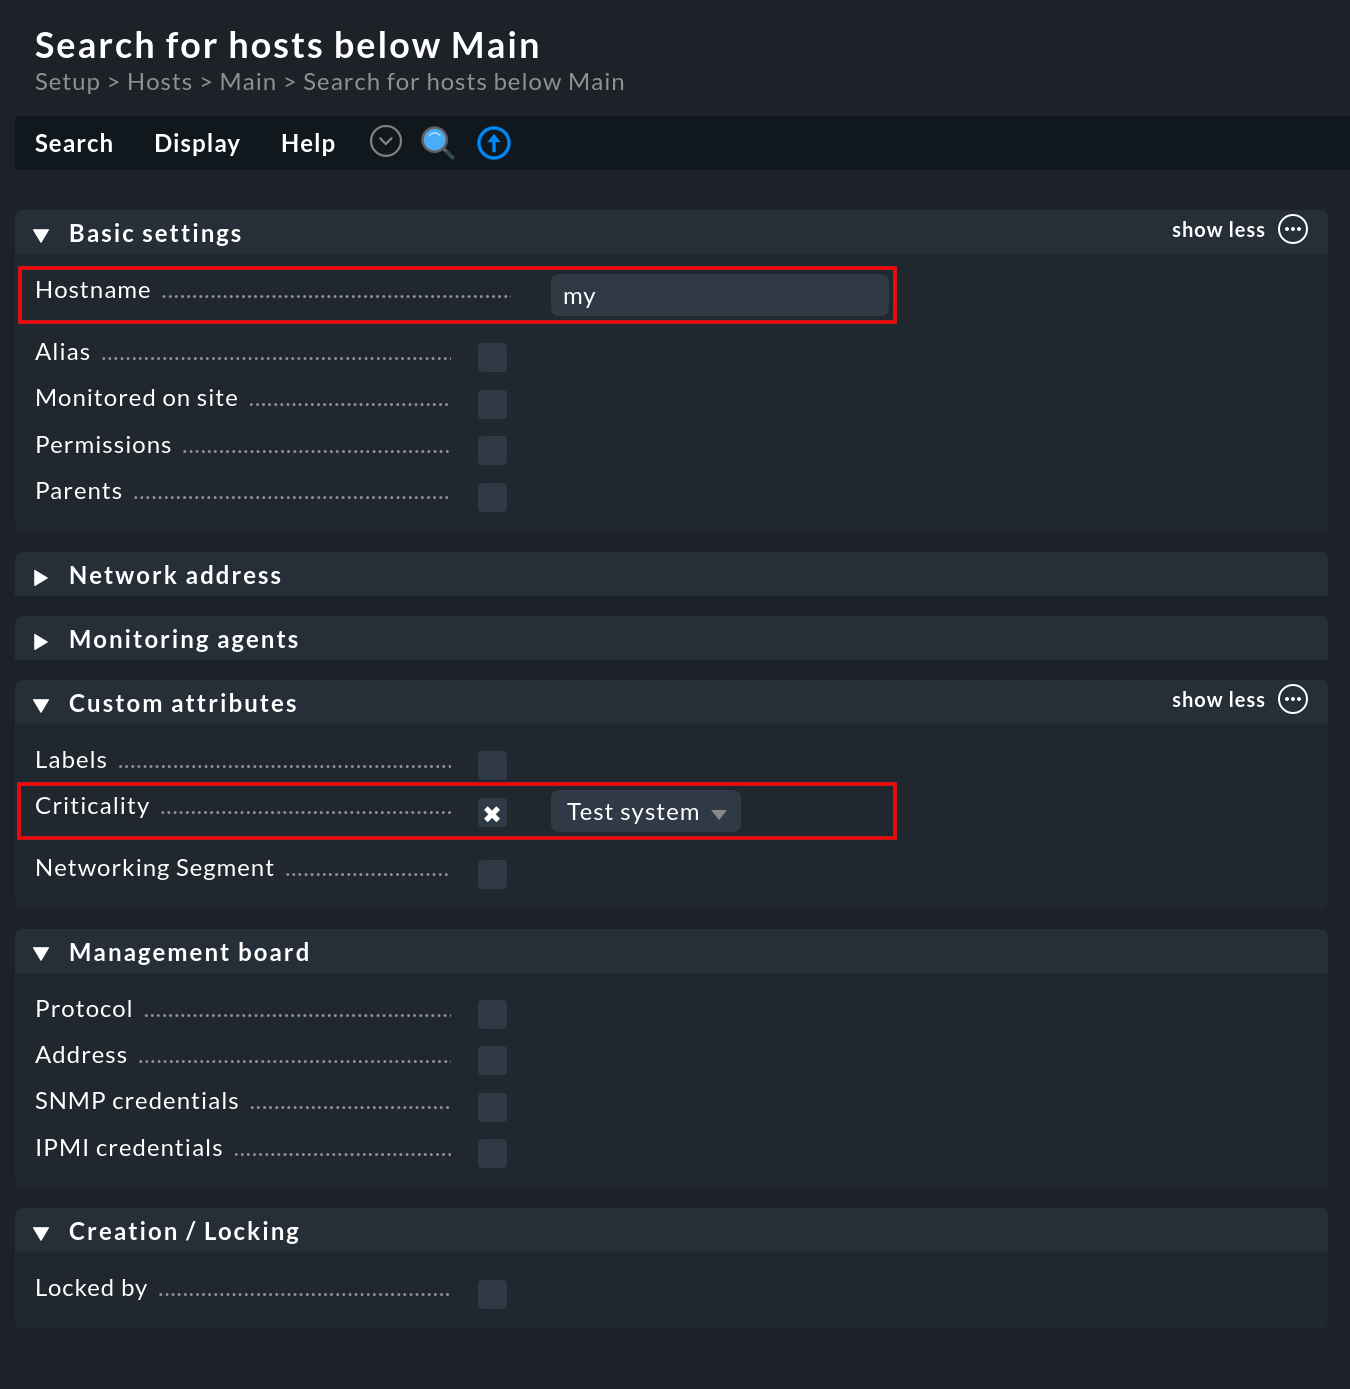 Search for hosts below Main
Setup > Hosts > Main > Search for hosts below Main
Search Display Help
Basic settings show less
Hostname my
Alias
Monitored on site
Permissions
Parents
Network address
Monitoring agents
Custom attributes show less
Labels
Criticality Test system
Networking Segment
Management board
Protocol
Address
SNMP credentials
IPMI credentials
Creation / Locking
Locked by